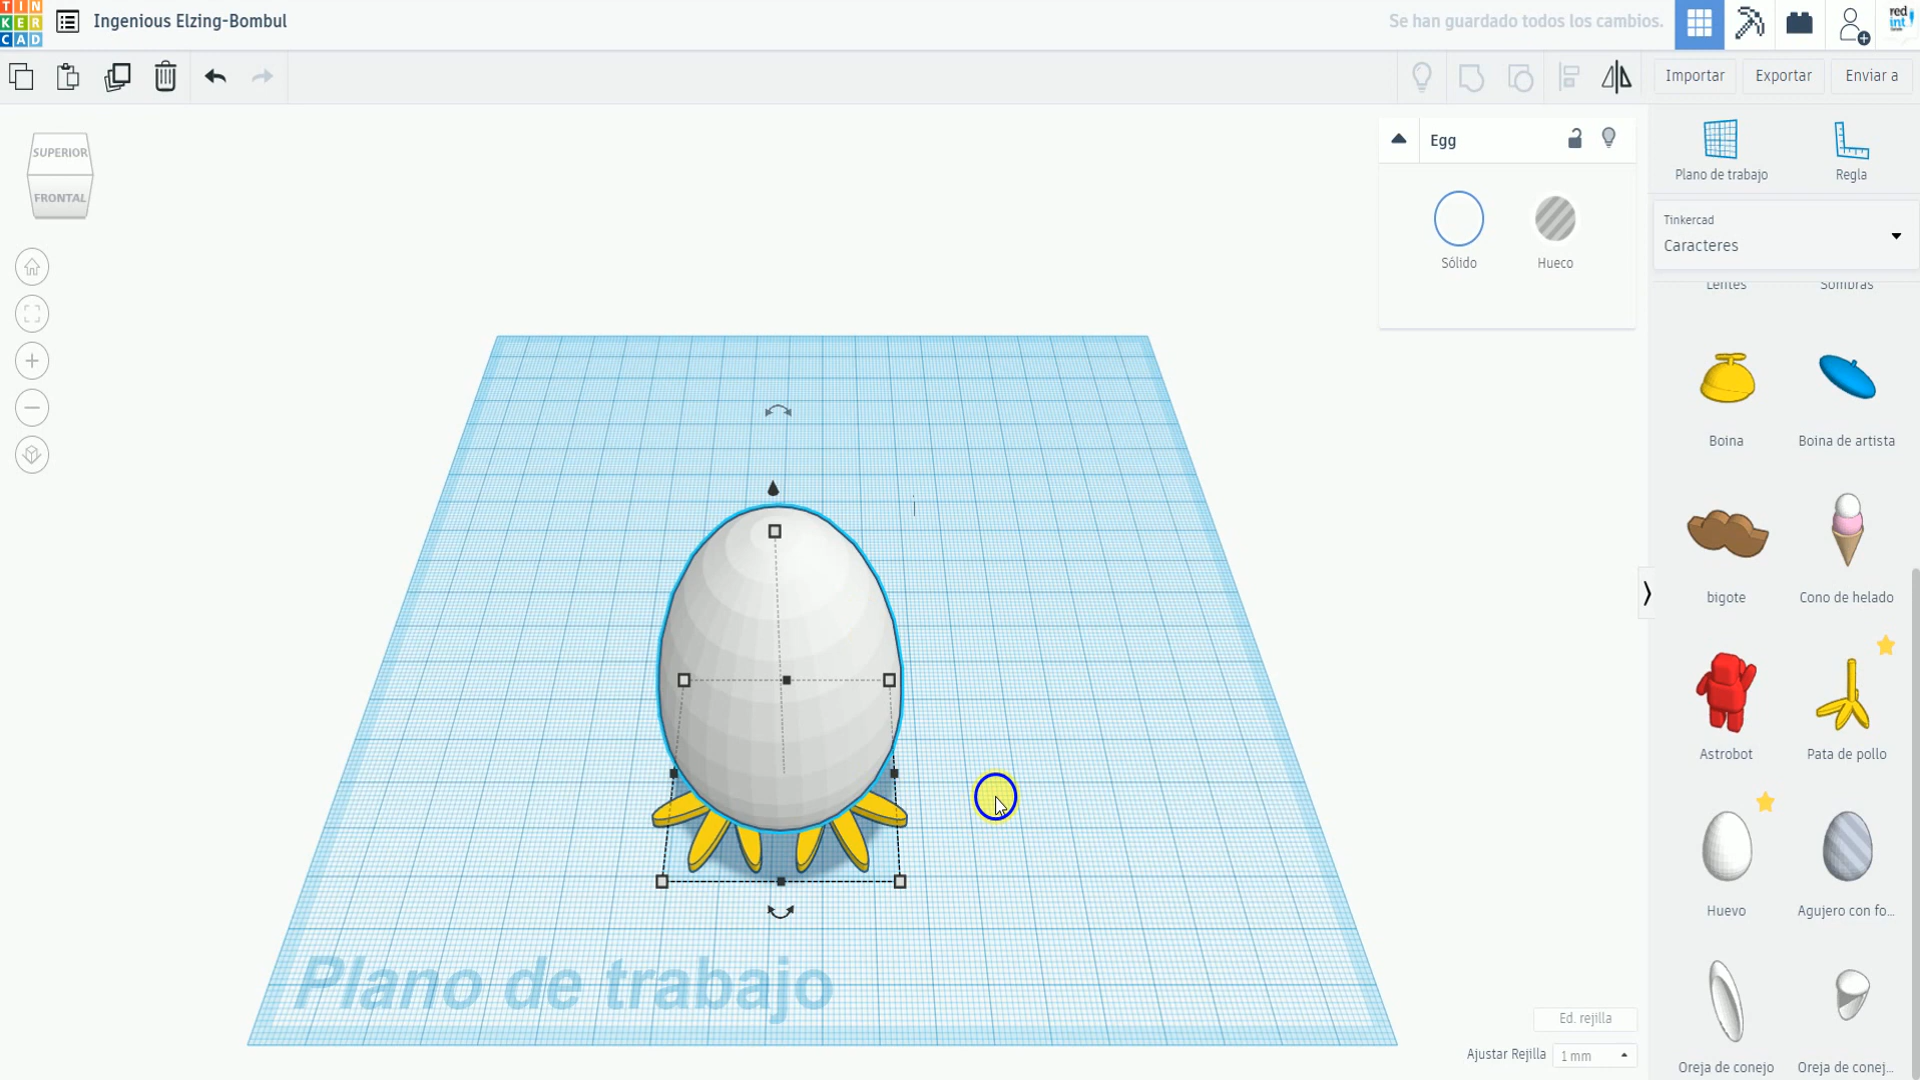 TIN
KER
CAD
Ingenious Elzing-Bombul
Se han guardado todos los cambios.
red
int
Importar
Exportar
Enviar a
SUPERIOR
FRONTAL
Egg
Sólido
Hueco
Plano de trabajo
Regla
Tinkercad
Caracteres
Lentes
Sombras
Boina
Boina de artista
bigote
Cono de helado
Astrobot
Pata de pollo
Huevo
Agujero con fo...
Oreja de conejo
Oreja de conej...
Plano de trabajo
Ed. rejilla
Ajustar Rejilla
1 mm